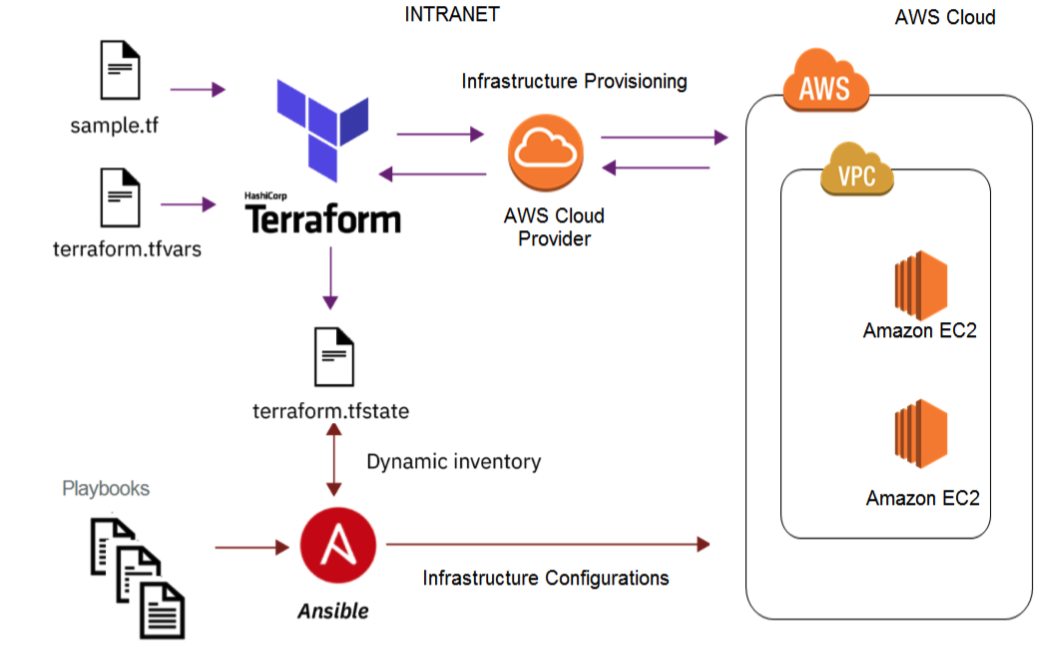 INTRANET
AWS Cloud
sample.tf
Infrastructure Provisioning
AWS
terraform.tfvars
HashiCorp
Terraform
AWS Cloud
Provider
VPC
Amazon EC2
terraform.tfstate
Dynamic inventory
Playbooks
Amazon EC2
Infrastructure Configurations
Ansible